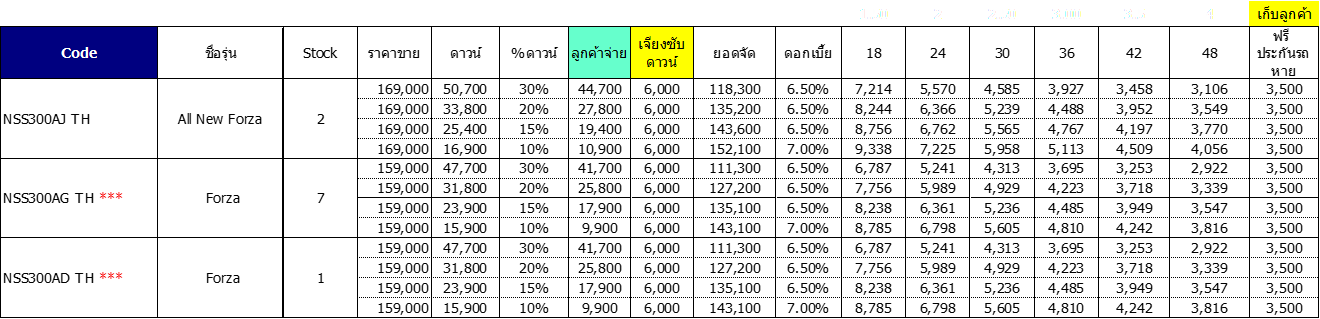 เก็บลูกค้า
Code ชื่อรุ่น Stock ราคาขาย ดาวน์ %ดาวน์ ลูกค้าจ่าย เจียงซับดาวน์ ยอดจัด ดอกเบี้ย 18 24 30 36 42 48 ฟรีประกันรถหาย
169,000 50,700 30% 44,700 6,000 118,300 6.50% 7,214 5,570 4,585 3,927 3,458 3,106 3,500
169,000 33,800 20% 27,800 6,000 135,200 6.50% 8,244 6,366 5,239 4,488 3,952 3,549 3,500
NSS300AJ TH All New Forza 2
169,000 25,400 15% 19,400 6,000 143,600 6.50% 8,756 6,762 5,565 4,767 4,197 3,770 3,500
169,000 16,900 10% 10,900 6,000 152,100 7.00% 9,338 7,225 5,958 5,113 4,509 4,056 3,500
159,000 47,700 30% 41,700 6,000 111,300 6.50% 6,787 5,241 4,313 3,695 3,253 2,922 3,500
159,000 31,800 20% 25,800 6,000 127,200 6.50% 7,756 5,989 4,929 4,223 3,718 3,339 3,500
NSS300AG TH *** Forza 7
159,000 23,900 15% 17,900 6,000 135,100 6.50% 8,238 6,361 5,236 4,485 3,949 3,547 3,500
159,000 15,900 10% 9,900 6,000 143,100 7.00% 8,785 6,798 5,605 4,810 4,242 3,816 3,500
159,000 47,700 30% 41,700 6,000 111,300 6.50% 6,787 5,241 4,313 3,695 3,253 2,922 3,500
159,000 31,800 20% 25,800 6,000 127,200 6.50% 7,756 5,989 4,929 4,223 3,718 3,339 3,500
NSS300AD TH *** Forza 1
159,000 23,900 15% 17,900 6,000 135,100 6.50% 8,238 6,361 5,236 4,485 3,949 3,547 3,500
159,000 15,900 10% 9,900 6,000 143,100 7.00% 8,785 6,798 5,605 4,810 4,242 3,816 3,500